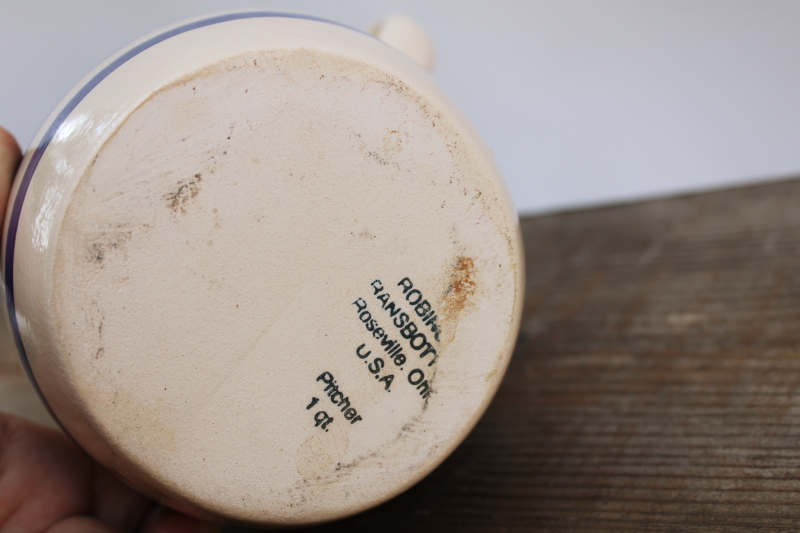 ROBIN
RANSBOTT
Roseville, Ohi
U.S.A.
Pitcher
1 qt.